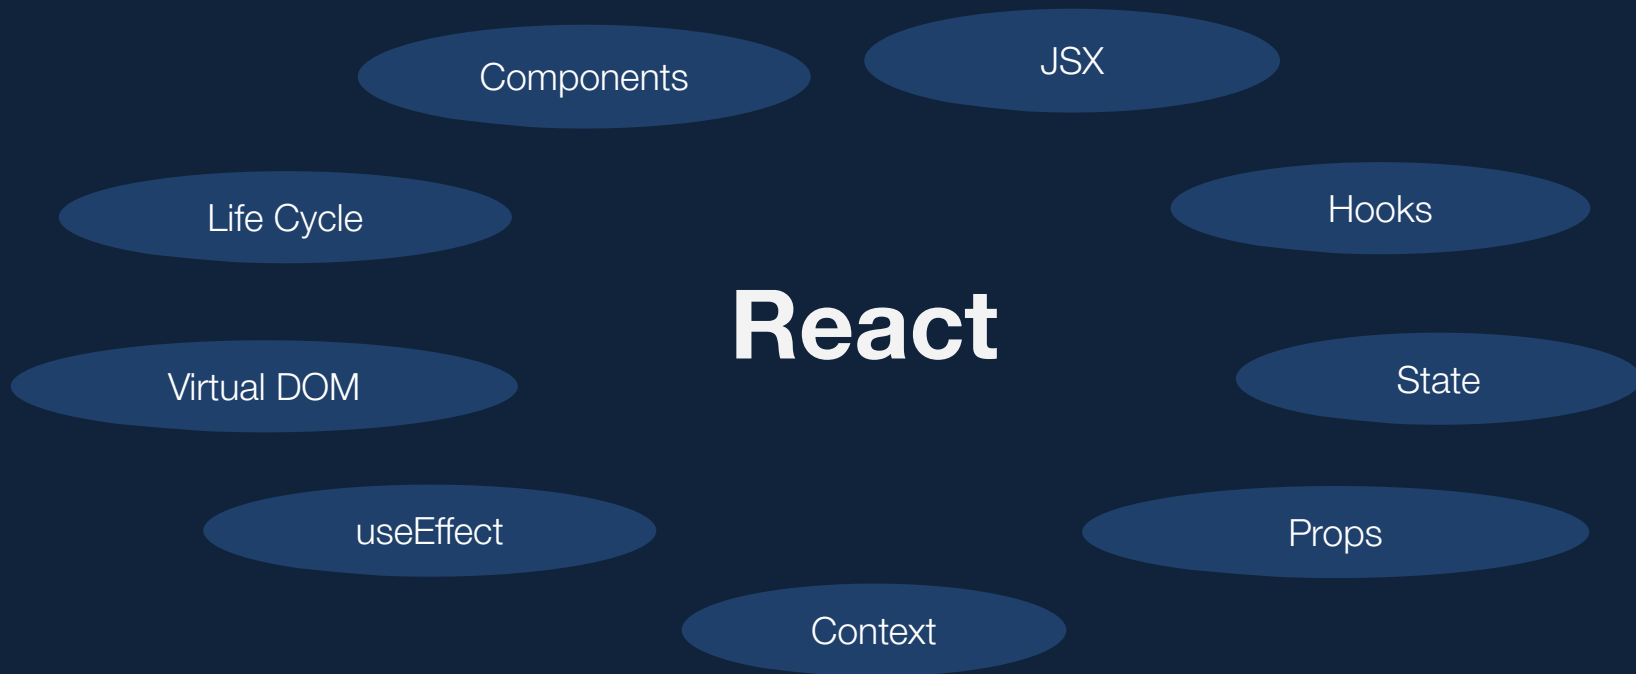 Components
JSX
Life Cycle
Hooks
React
Virtual DOM
State
useEffect
Props
Context